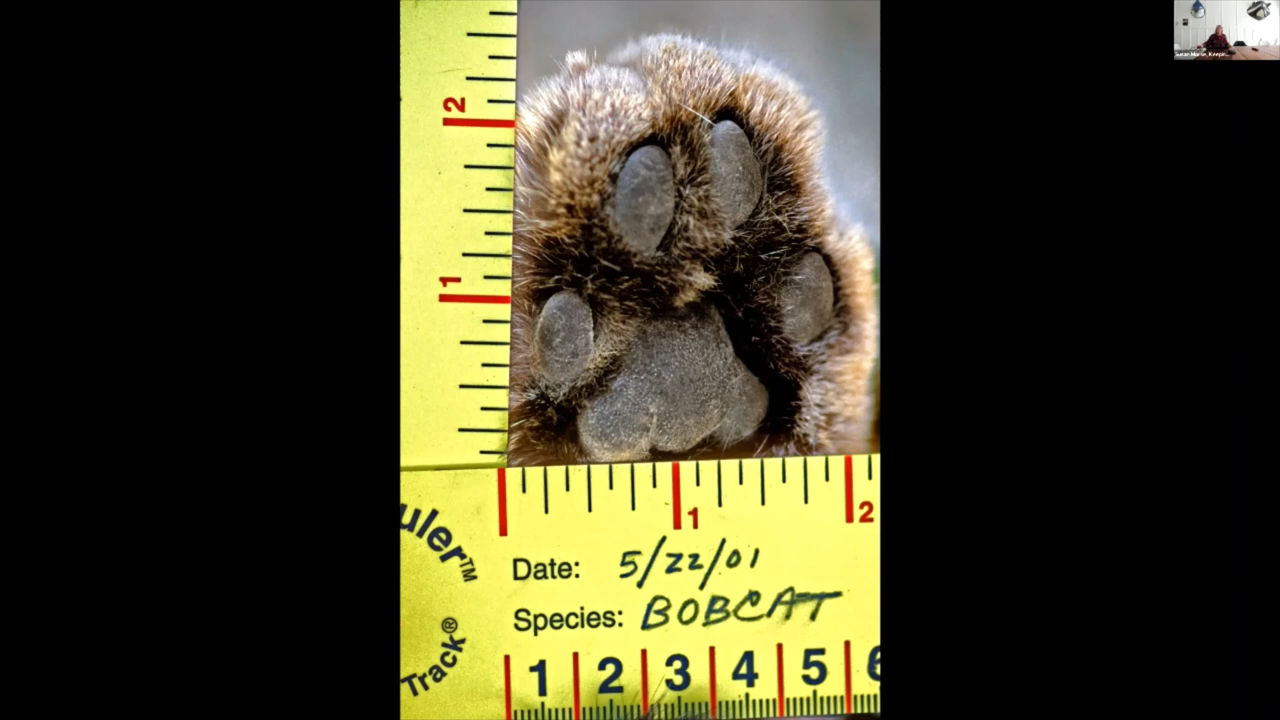 2
1
1
2
uler™
Date: 5/22/01
Species: BOBCAT
Track®
1 2 3 4 5 6